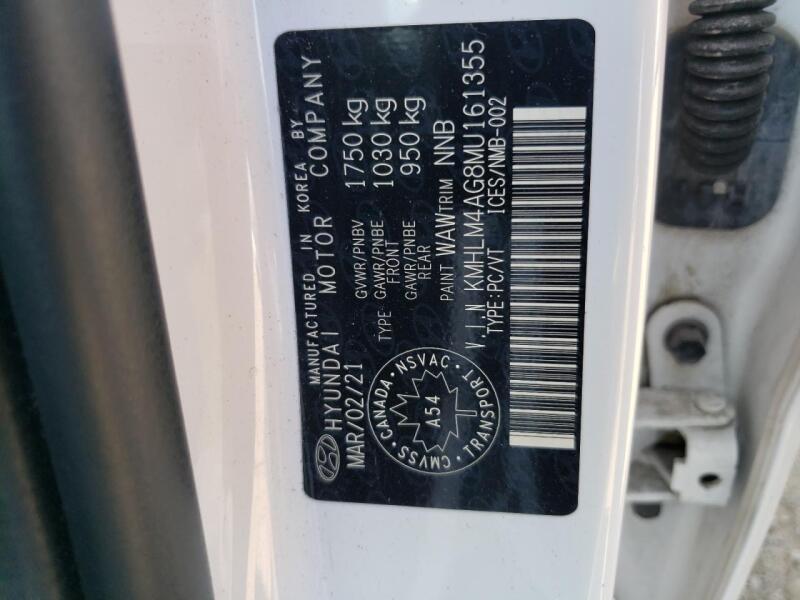 MANUFACTURED IN KOREA BY
HYUNDAI MOTOR COMPANY
MAR/02/21
GVWR/PNBV 1750 kg
TYPE GAWR/PNBE FRONT 1030 kg
GAWR/PNBE REAR 950 kg
CANADA · NSVAC · TRANSPORT · CMVSS
A54
PAINT WAW TRIM NNB
V.I.N KMHLM4AG8MU161355
TYPE:PC/VT ICES/NMB-002